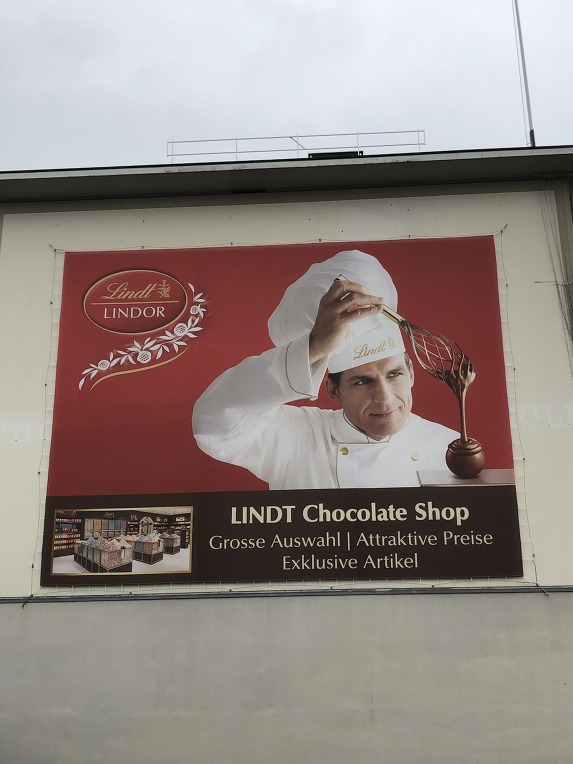 Lindt
LINDOR
Lindt
LINDT Chocolate Shop
Grosse Auswahl | Attraktive Preise
Exklusive Artikel